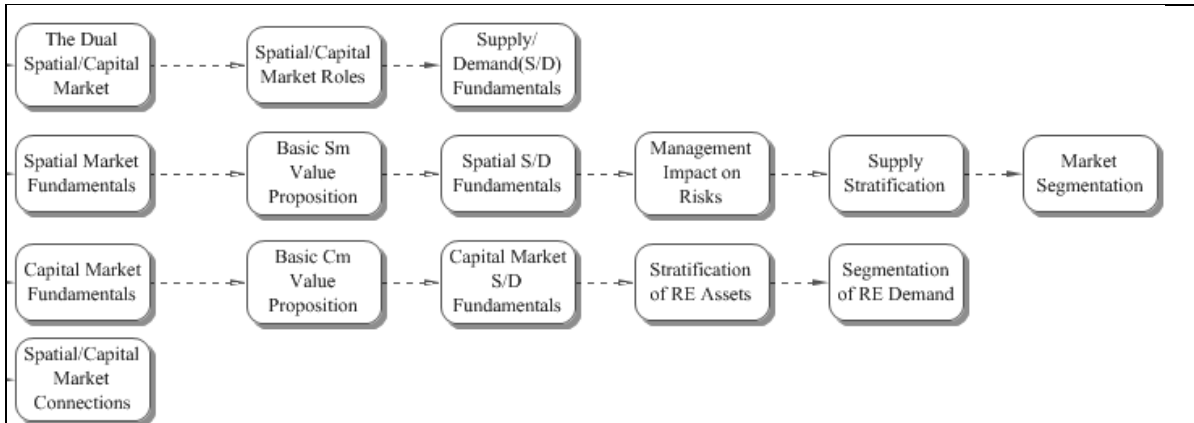 The Dual
Spatial/Capital
Market
Spatial/Capital
Market Roles
Supply/
Demand(S/D)
Fundamentals
Spatial Market
Fundamentals
Basic Sm
Value
Proposition
Spatial S/D
Fundamentals
Management
Impact on
Risks
Supply
Stratification
Market
Segmentation
Capital Market
Fundamentals
Basic Cm
Value
Proposition
Capital Market
S/D
Fundamentals
Stratification
of RE Assets
Segmentation
of RE Demand
Spatial/Capital
Market
Connections